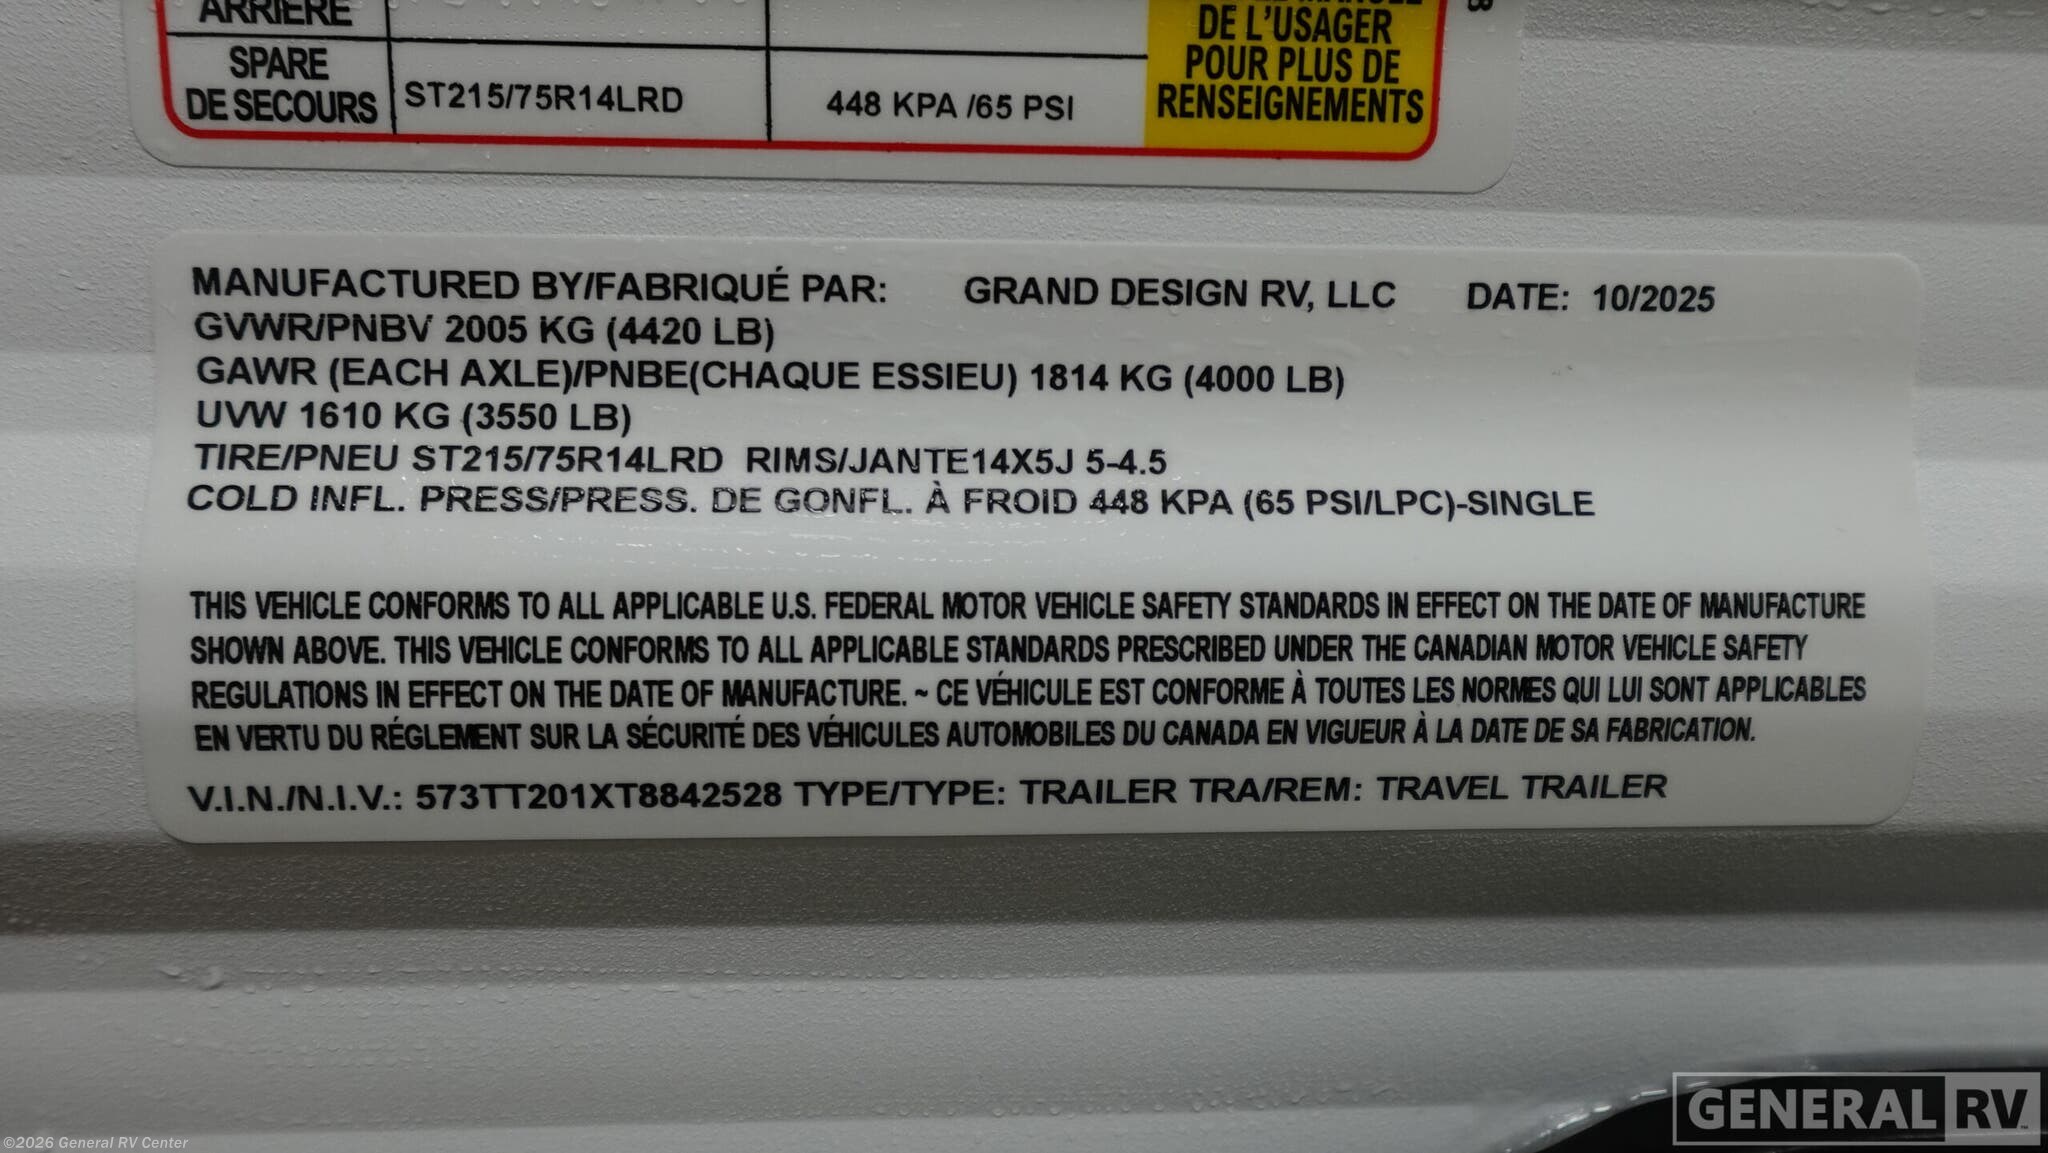 ARRIÈRE
DE L'USAGER
SPARE
POUR PLUS DE
DE SECOURS ST215/75R14LRD 448 KPA /65 PSI RENSEIGNEMENTS
MANUFACTURED BY/FABRIQUÉ PAR: GRAND DESIGN RV, LLC DATE: 10/2025
GVWR/PNBV 2005 KG (4420 LB)
GAWR (EACH AXLE)/PNBE(CHAQUE ESSIEU) 1814 KG (4000 LB)
UVW 1610 KG (3550 LB)
TIRE/PNEU ST215/75R14LRD RIMS/JANTE14X5J 5-4.5
COLD INFL. PRESS/PRESS. DE GONFL. À FROID 448 KPA (65 PSI/LPC)-SINGLE
THIS VEHICLE CONFORMS TO ALL APPLICABLE U.S. FEDERAL MOTOR VEHICLE SAFETY STANDARDS IN EFFECT ON THE DATE OF MANUFACTURE
SHOWN ABOVE. THIS VEHICLE CONFORMS TO ALL APPLICABLE STANDARDS PRESCRIBED UNDER THE CANADIAN MOTOR VEHICLE SAFETY
REGULATIONS IN EFFECT ON THE DATE OF MANUFACTURE. ~ CE VÉHICULE EST CONFORME À TOUTES LES NORMES QUI LUI SONT APPLICABLES
EN VERTU DU RÉGLEMENT SUR LA SÉCURITÉ DES VÉHICULES AUTOMOBILES DU CANADA EN VIGUEUR À LA DATE DE SA FABRICATION.
V.I.N./N.I.V.: 573TT201XT8842528 TYPE/TYPE: TRAILER TRA/REM: TRAVEL TRAILER
GENERAL RV
©2026 General RV Center